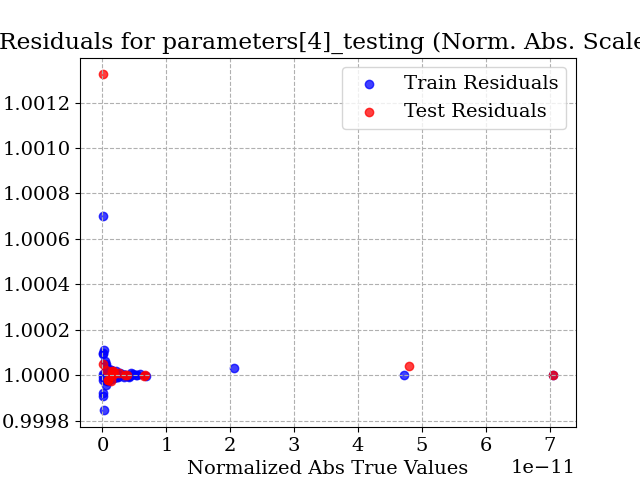 Residuals for parameters[4]_testing (Norm. Abs. Scale
Train Residuals
Test Residuals
1.0012
1.0010
1.0008
1.0006
1.0004
1.0002
1.0000
0.9998
0 1 2 3 4 5 6 7
1e−11
Normalized Abs True Values